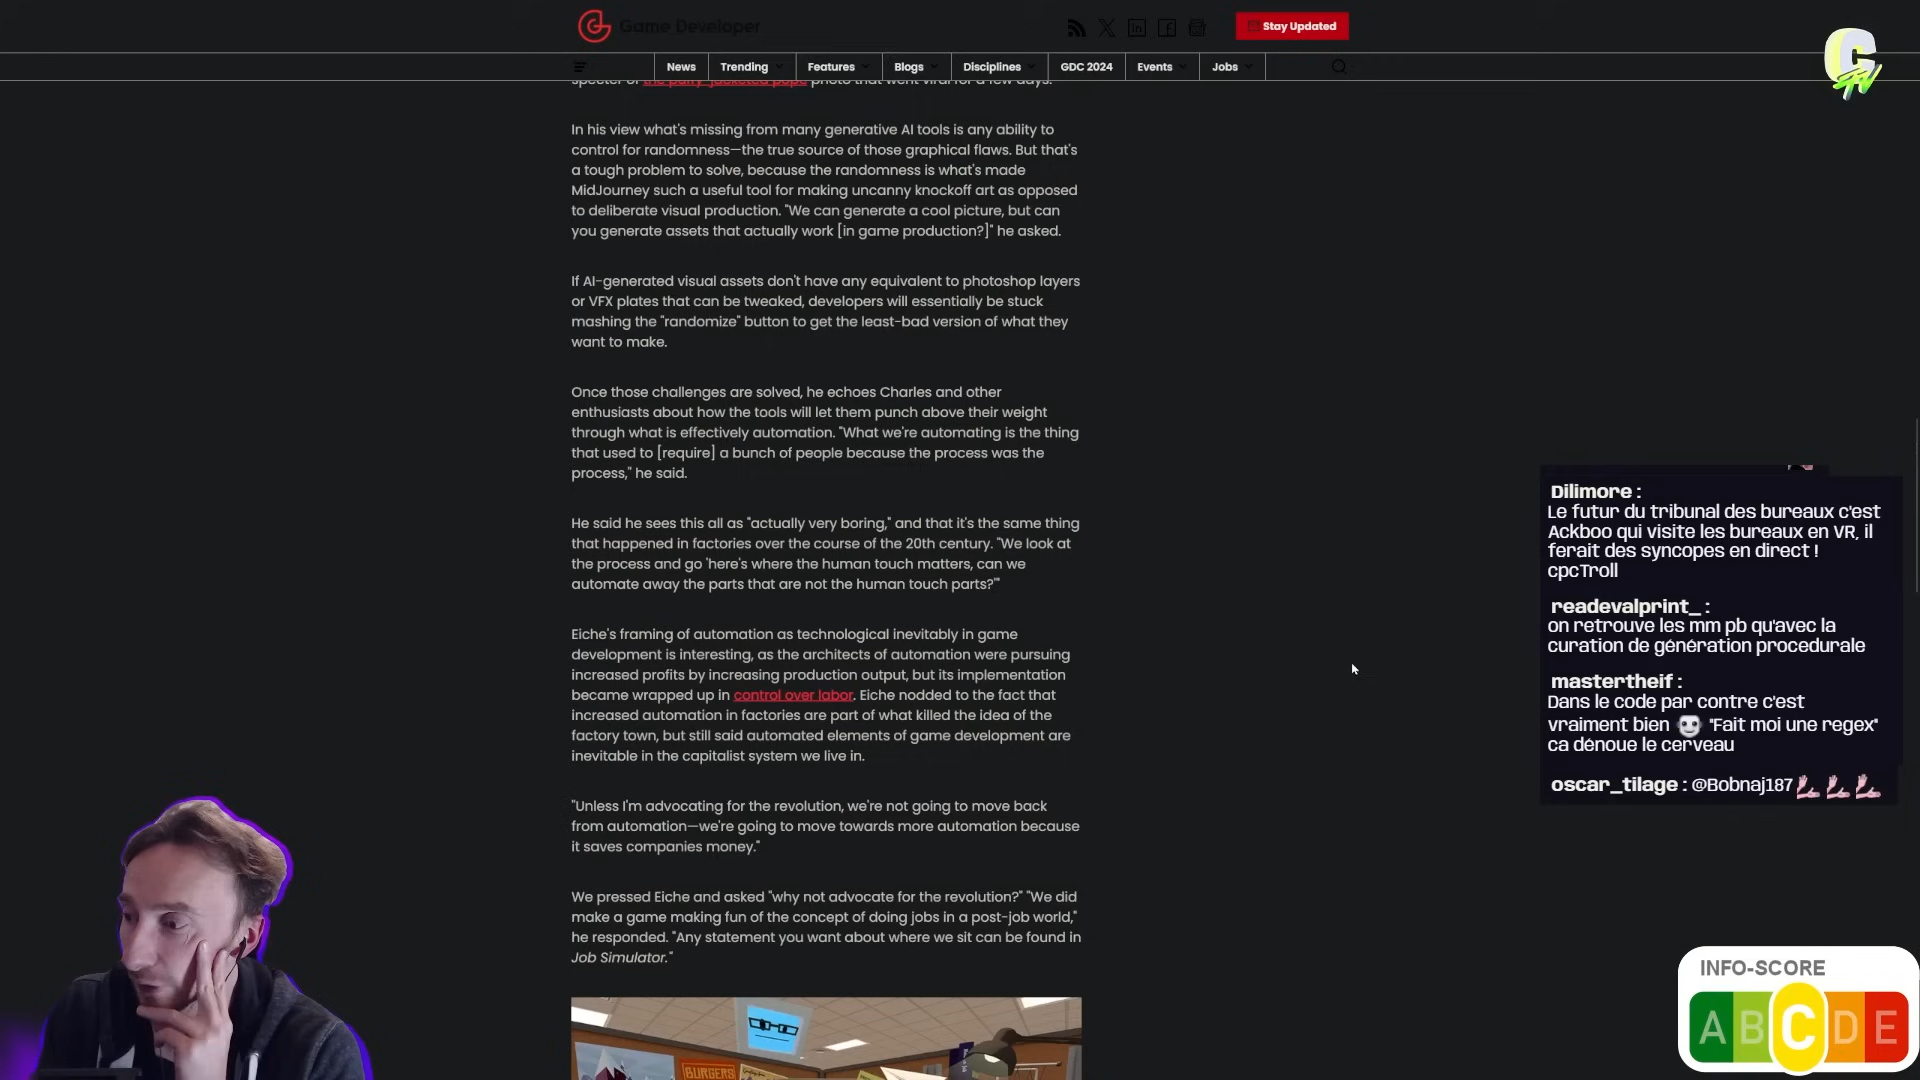 Game Developer
Stay Updated
News
Trending
Features
Blogs
Disciplines
GDC 2024
Events
Jobs
specter of the puffy-jacketed pope photo that went viral for a few days.
In his view what's missing from many generative AI tools is any ability to
control for randomness—the true source of those graphical flaws. But that's
a tough problem to solve, because the randomness is what's made
MidJourney such a useful tool for making uncanny knockoff art as opposed
to deliberate visual production. "We can generate a cool picture, but can
you generate assets that actually work [in game production?]" he asked.
If AI-generated visual assets don't have any equivalent to photoshop layers
or VFX plates that can be tweaked, developers will essentially be stuck
mashing the "randomize" button to get the least-bad version of what they
want to make.
Once those challenges are solved, he echoes Charles and other
enthusiasts about how the tools will let them punch above their weight
through what is effectively automation. "What we're automating is the thing
that used to [require] a bunch of people because the process was the
process," he said.
He said he sees this all as "actually very boring," and that it's the same thing
that happened in factories over the course of the 20th century. "We look at
the process and go 'here's where the human touch matters, can we
automate away the parts that are not the human touch parts?'"
Eiche's framing of automation as technological inevitably in game
development is interesting, as the architects of automation were pursuing
increased profits by increasing production output, but its implementation
became wrapped up in control over labor. Eiche nodded to the fact that
increased automation in factories are part of what killed the idea of the
factory town, but still said automated elements of game development are
inevitable in the capitalist system we live in.
"Unless I'm advocating for the revolution, we're not going to move back
from automation—we're going to move towards more automation because
it saves companies money."
We pressed Eiche and asked "why not advocate for the revolution?" "We did
make a game making fun of the concept of doing jobs in a post-job world,"
he responded. "Any statement you want about where we sit can be found in
Job Simulator."
BURGERS
Dilimore :
Le futur du tribunal des bureaux c'est
Ackboo qui visite les bureaux en VR, il
ferait des syncopes en direct !
cpcTroll
readevalprint_ :
on retrouve les mm pb qu'avec la
curation de génération procedurale
mastertheif :
Dans le code par contre c'est
vraiment bien "Fait moi une regex"
ca dénoue le cerveau
oscar_tilage : @Bobnaj187
INFO-SCORE
A B C D E
C TV